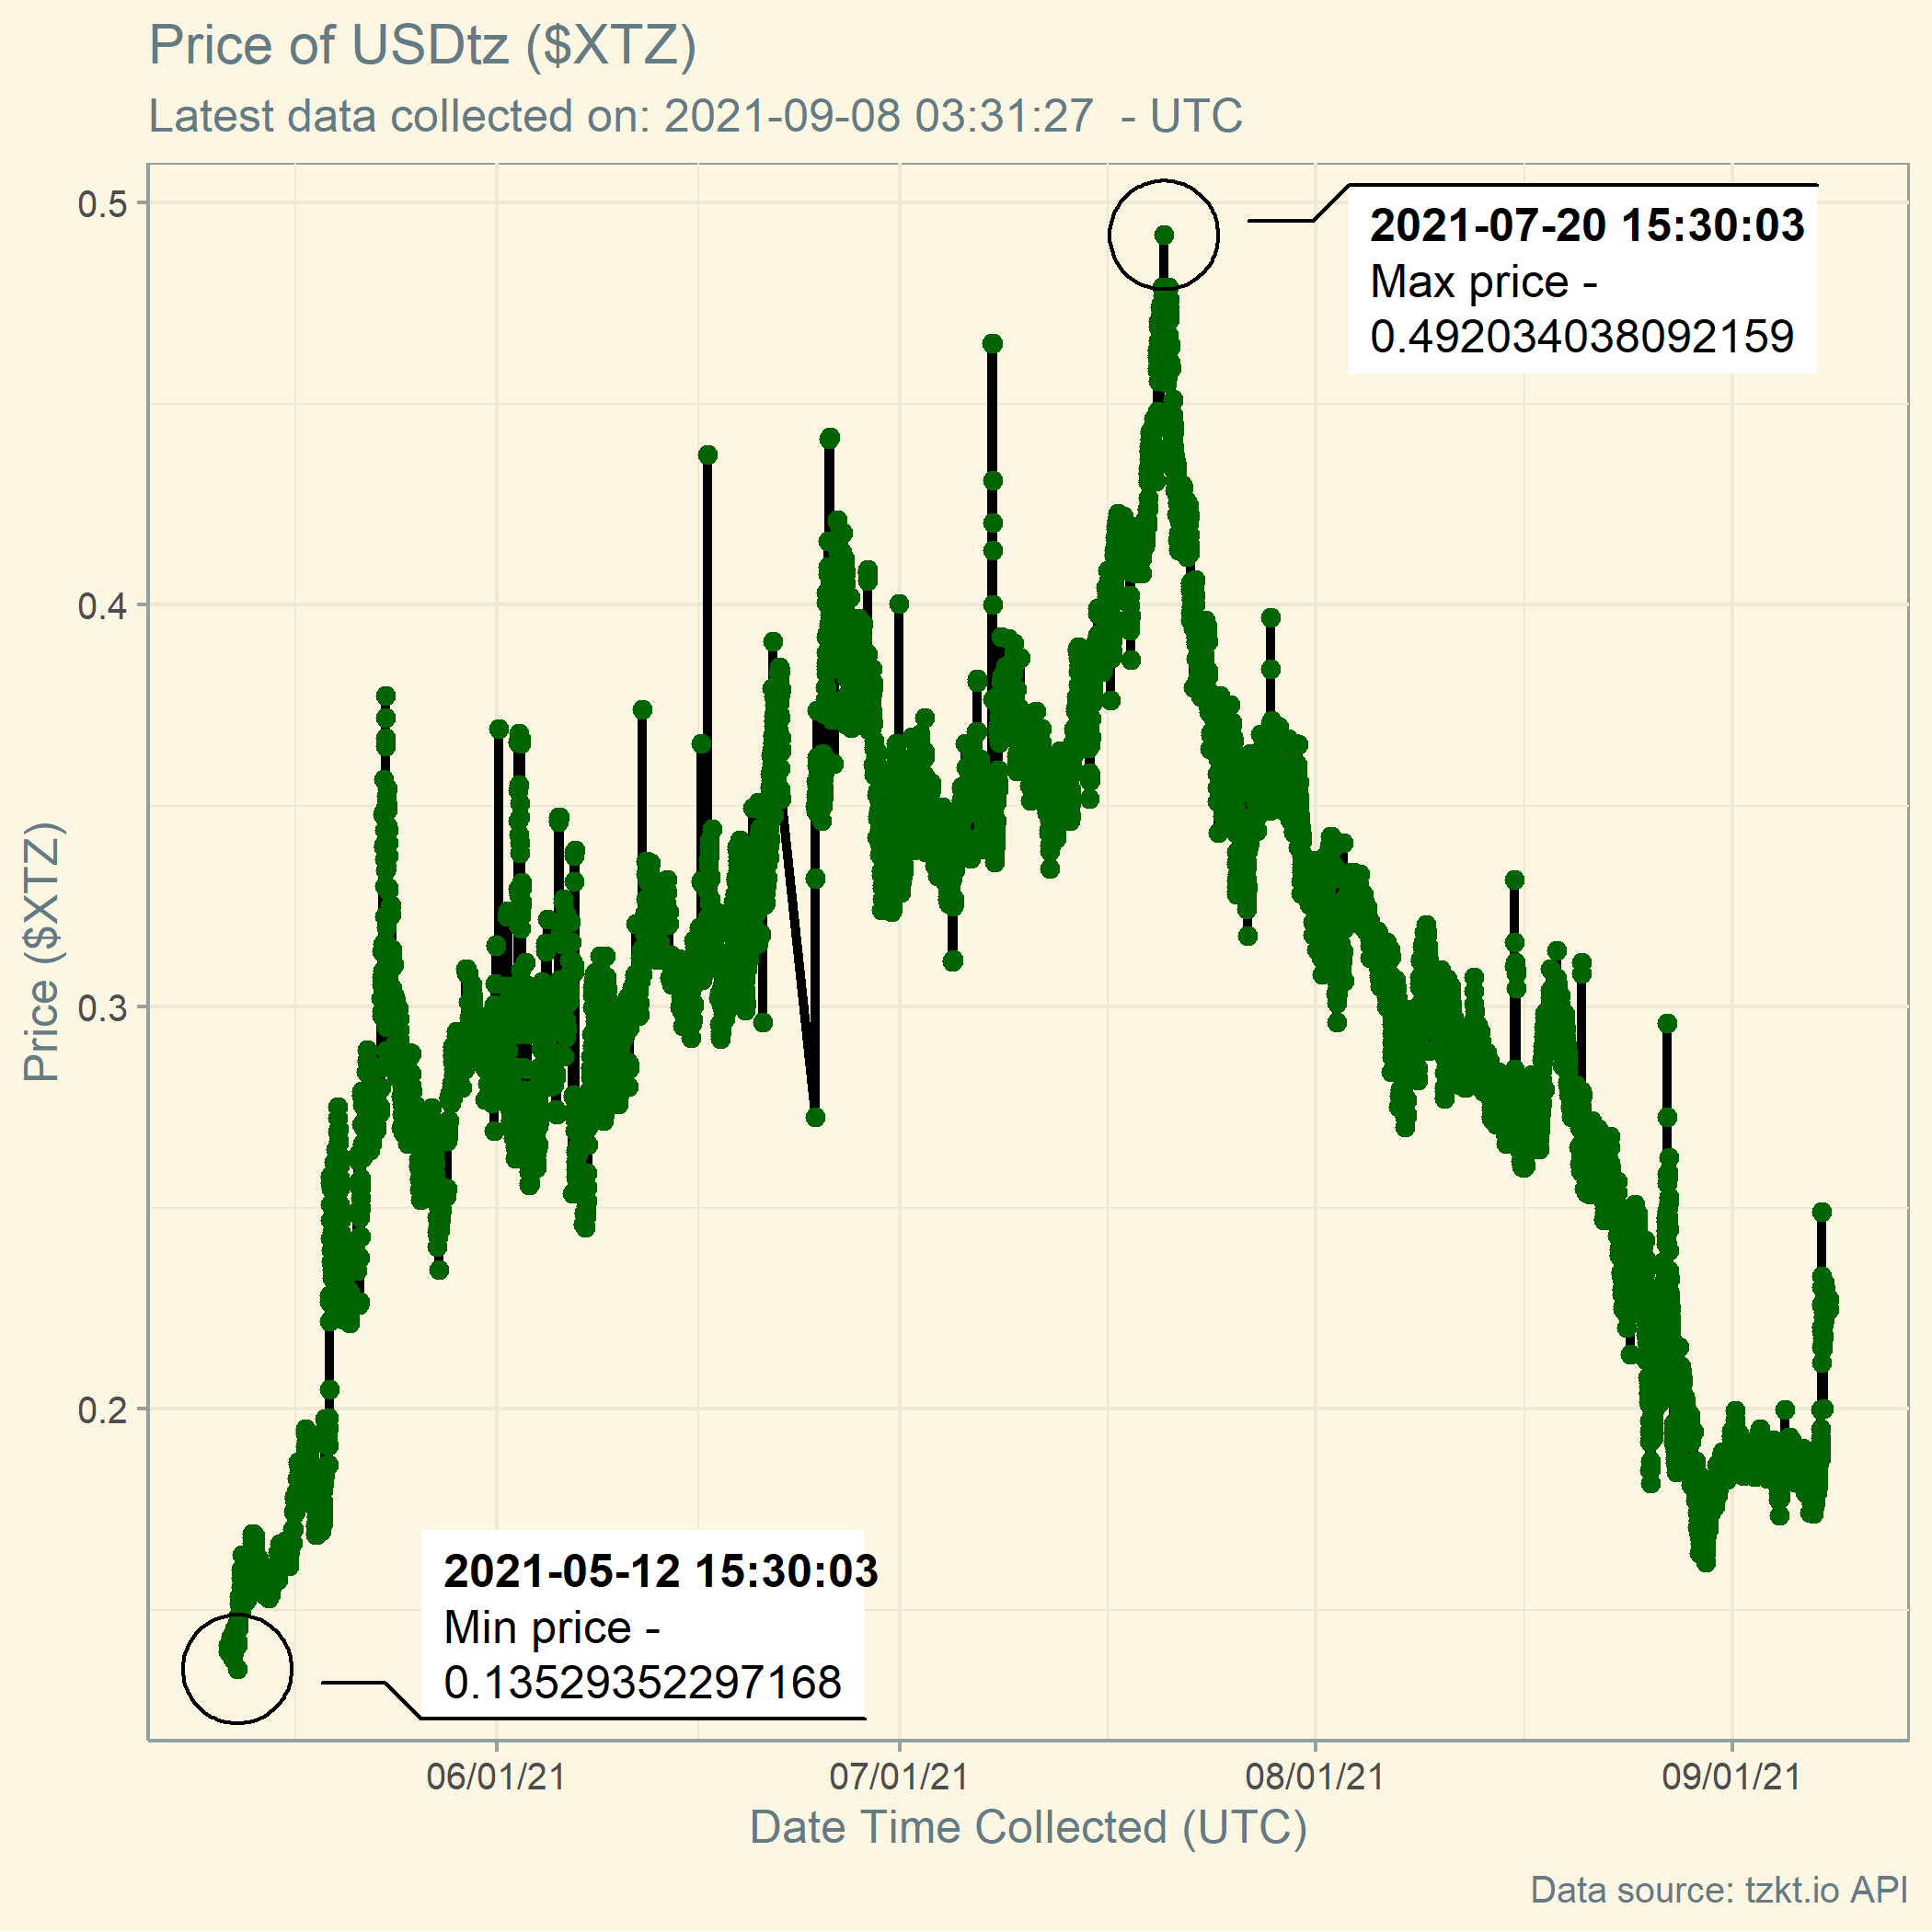 Price of USDtz ($XTZ)
Latest data collected on: 2021-09-08 03:31:27  - UTC
0.5
0.4
0.3
0.2
Price ($XTZ)
2021-07-20 15:30:03
Max price -
0.492034038092159
2021-05-12 15:30:03
Min price -
0.13529352297168
06/01/21
07/01/21
08/01/21
09/01/21
Date Time Collected (UTC)
Data source: tzkt.io API